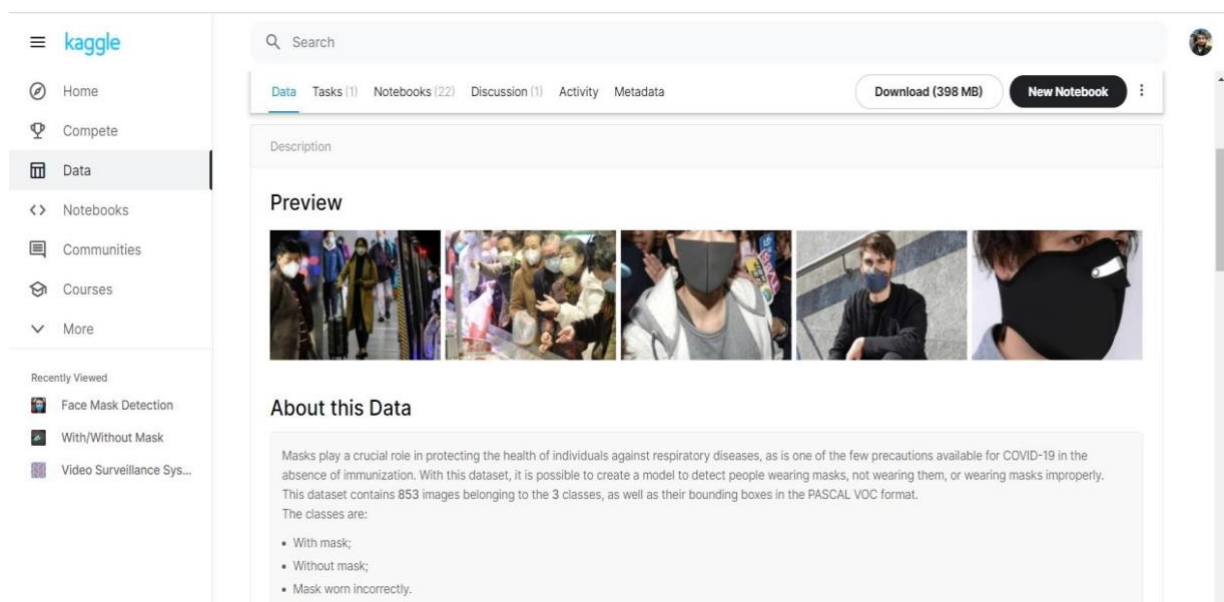 kaggle
Search
Home
Compete
Data
Notebooks
Communities
Courses
More
Recently Viewed
Face Mask Detection
With/Without Mask
Video Surveillance Sys...
Data Tasks (1) Notebooks (22) Discussion (1) Activity Metadata
Download (398 MB) New Notebook
Description
Preview
About this Data
Masks play a crucial role in protecting the health of individuals against respiratory diseases, as is one of the few precautions available for COVID-19 in the
absence of immunization. With this dataset, it is possible to create a model to detect people wearing masks, not wearing them, or wearing masks improperly.
This dataset contains 853 images belonging to the 3 classes, as well as their bounding boxes in the PASCAL VOC format.
The classes are:
• With mask;
• Without mask;
• Mask worn incorrectly.